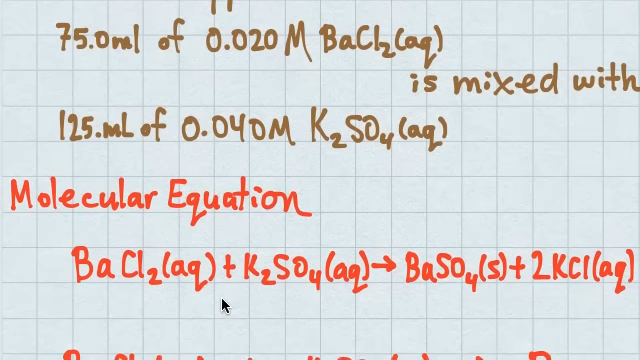 75.0ml of 0.020 M BaCl₂(aq)
is mixed with
125.mL of 0.040M K₂SO₄(aq)
Molecular Equation
BaCl₂(aq) + K₂SO₄(aq) → BaSO₄(s) + 2KCl(aq)